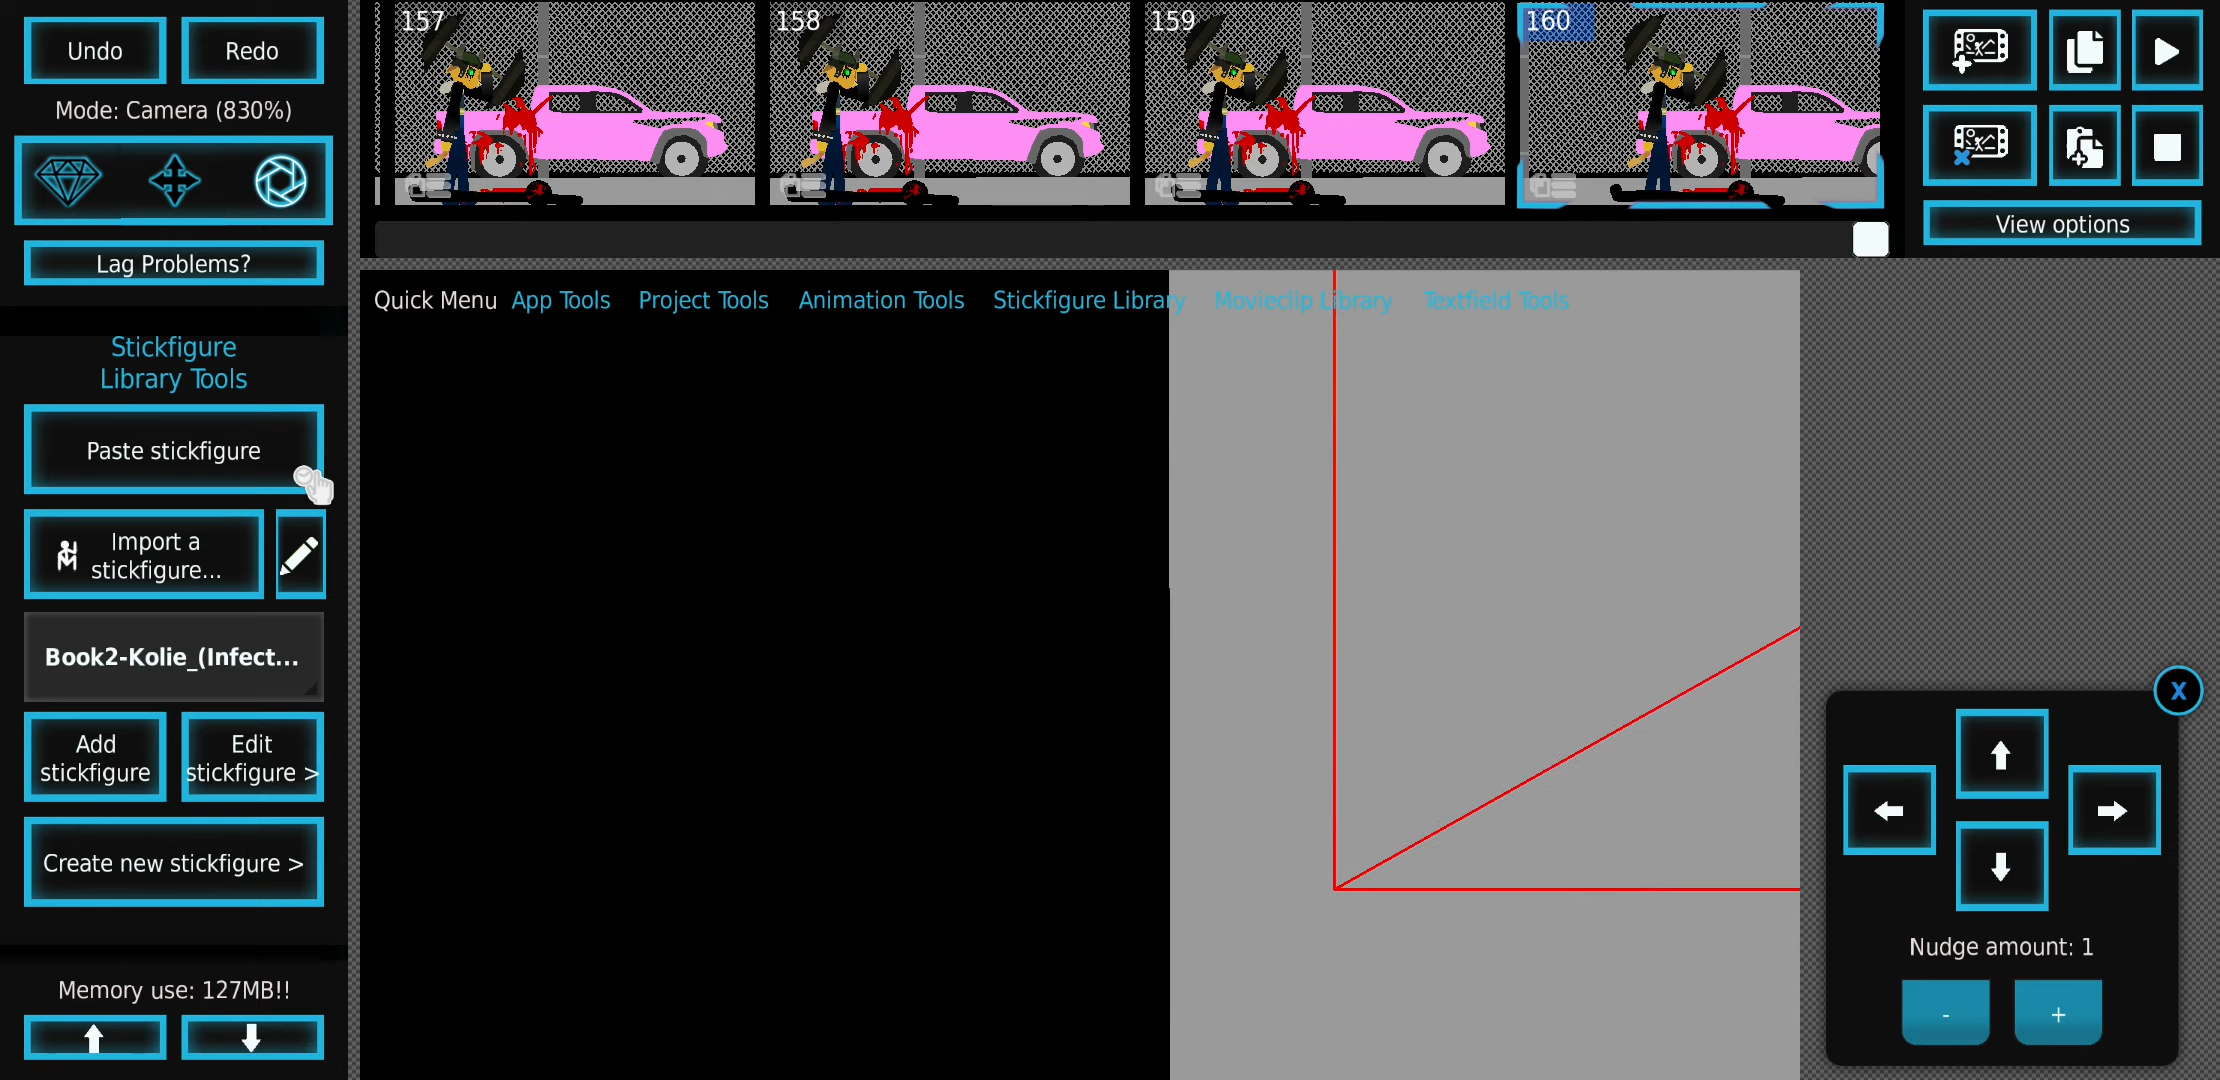 Undo
Redo
Mode: Camera (830%)
Lag Problems?
157
158
159
160
View options
Quick Menu App Tools Project Tools Animation Tools Stickfigure Library Movieclip Library Textfield Tools
Stickfigure
Library Tools
Paste stickfigure
Import a
stickfigure...
Book2-Kolie_(Infect...
Add
stickfigure
Edit
stickfigure >
Create new stickfigure >
Memory use: 127MB!!
X
Nudge amount: 1
-
+